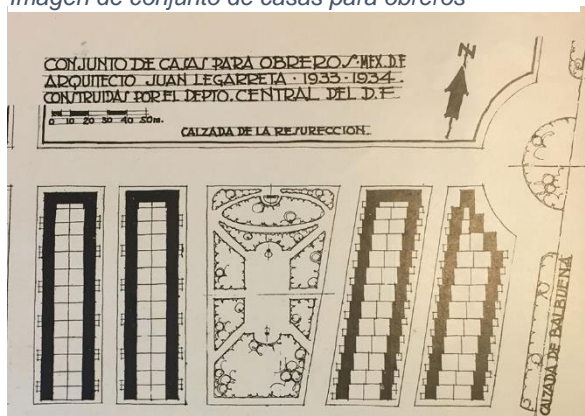 Imagen de conjunto de casas para obreros
CONJUNTO DE CASAS PARA OBREROS·MEX.D.F
ARQUITECTO JUAN LEGARRETA · 1933·1934.
CONSTRUIDAS POR EL DEPTO. CENTRAL DEL D.F
N
0 10 20 30 40 50m.
CALZADA DE LA RESURECCION.
CALZADA DE BALBUENA